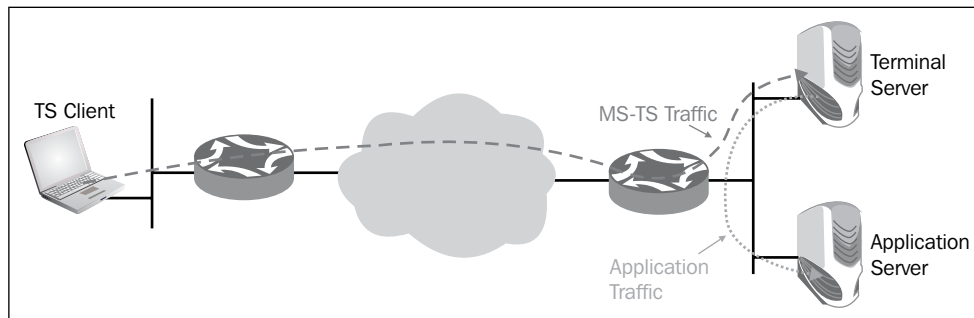 TS Client
MS-TS Traffic
Terminal
Server
Application
Traffic
Application
Server